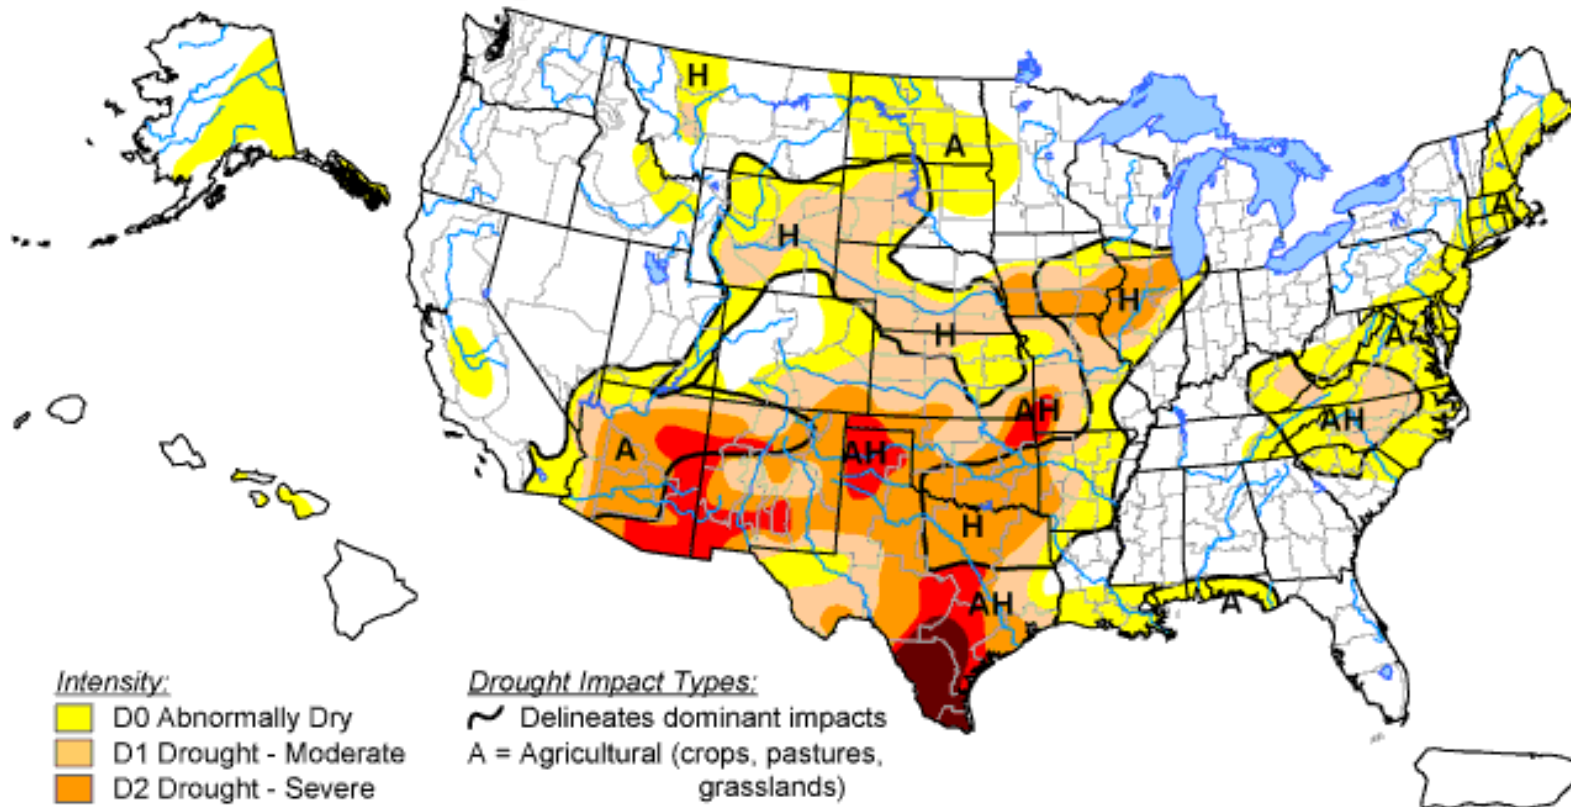 H
A
H
A
H
A
H
AH
AH
A
AH
H
AH
A
Intensity:
D0 Abnormally Dry
D1 Drought - Moderate
D2 Drought - Severe
Drought Impact Types:
Delineates dominant impacts
A = Agricultural (crops, pastures,
grasslands)